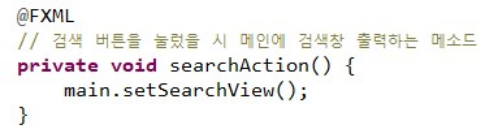 @FXML
// 검색 버튼을 눌렀을 시 메인에 검색창 출력하는 메소드
private void searchAction() {
    main.setSearchView();
}